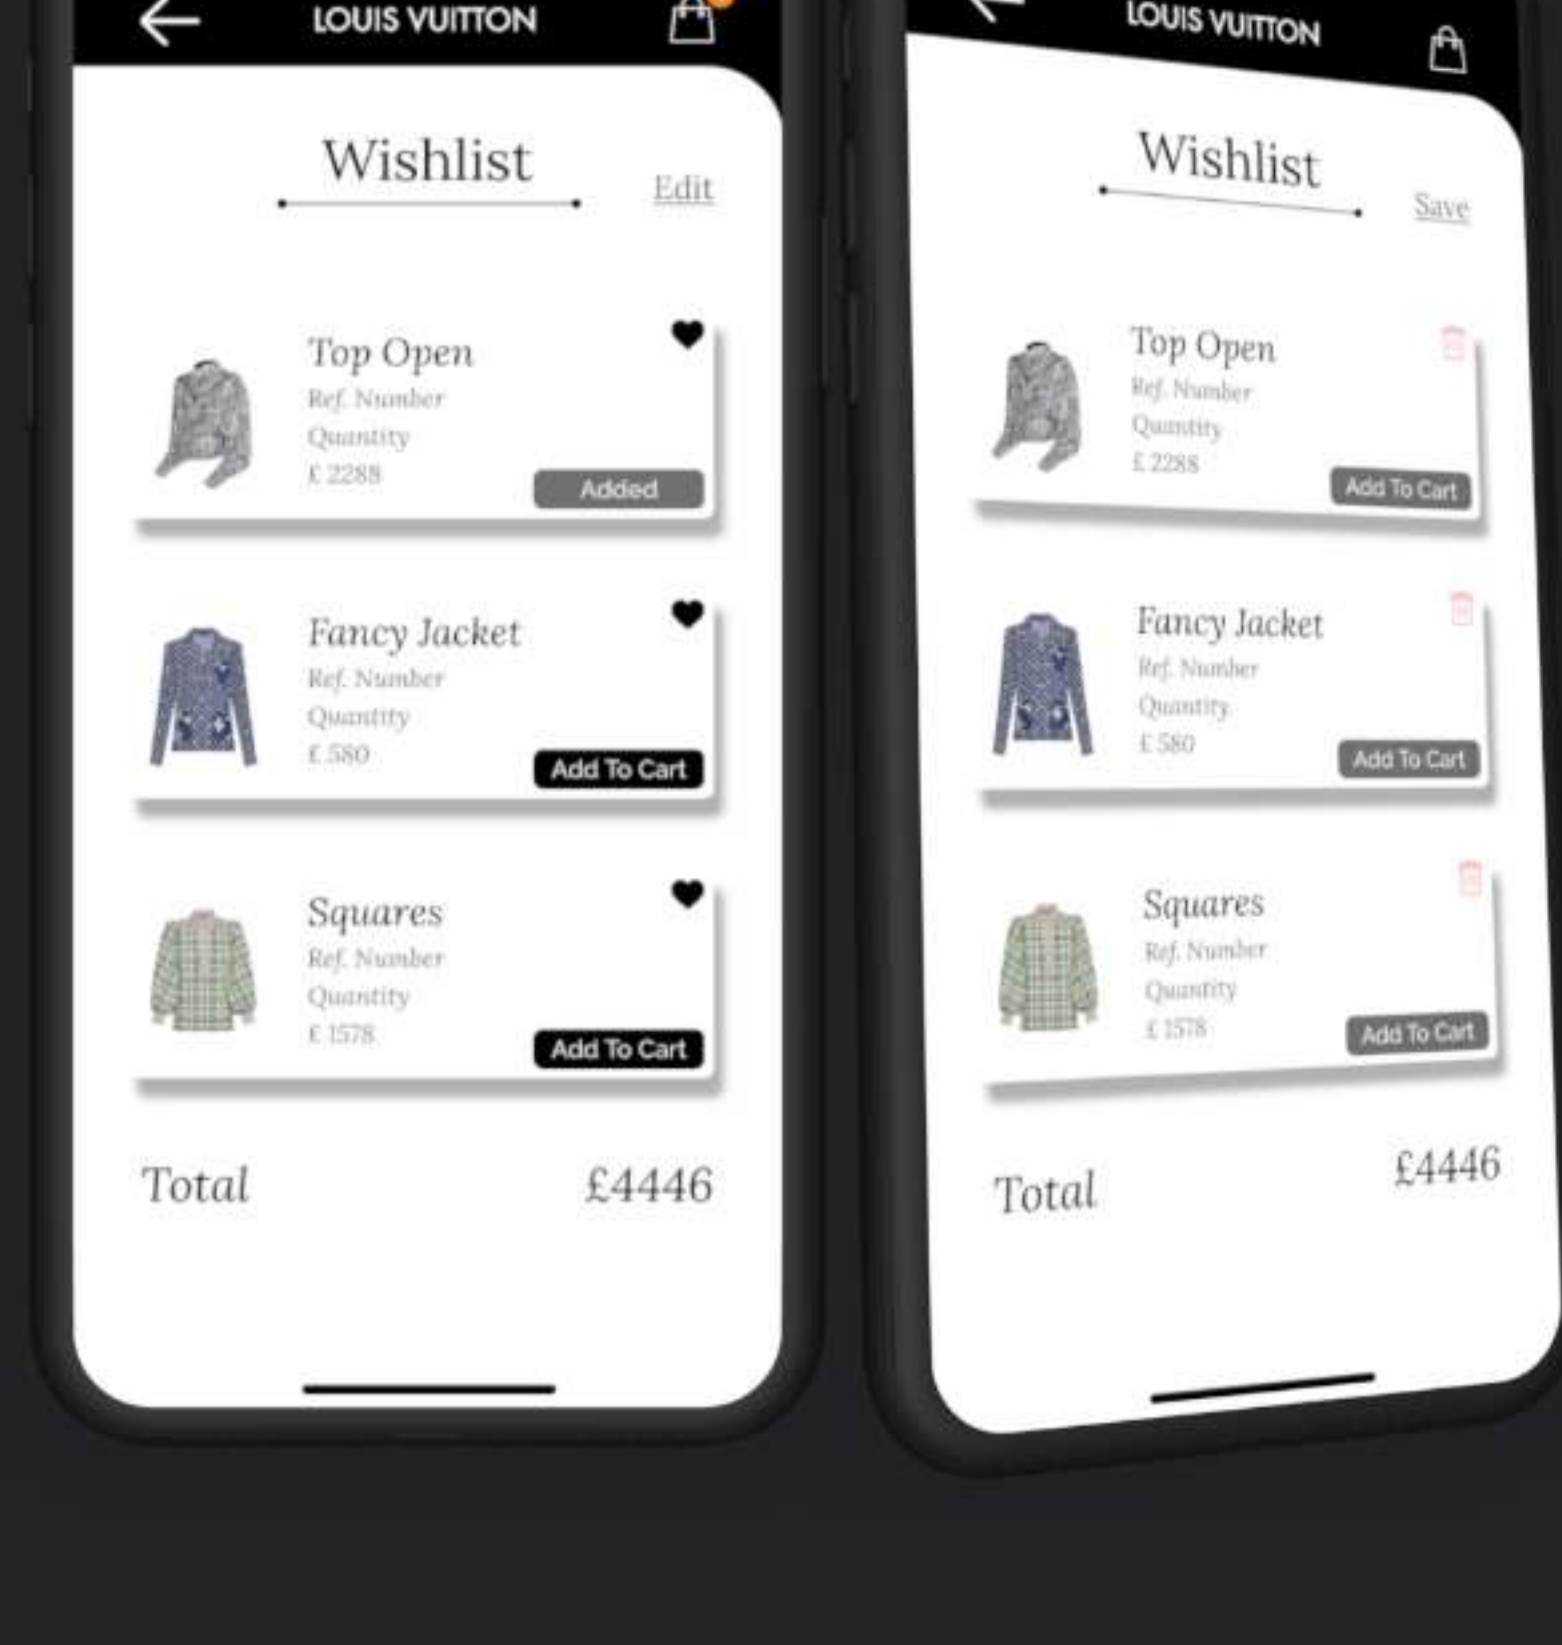 LOUIS VUITTON
Wishlist
Edit
Top Open
Ref. Number
Quantity
£ 2288
Added
Fancy Jacket
Ref. Number
Quantity
£ 580
Add To Cart
Squares
Ref. Number
Quantity
£ 1578
Add To Cart
Total £4446
LOUIS VUITTON
Wishlist
Save
Top Open
Ref. Number
Quantity
£ 2288
Add To Cart
Fancy Jacket
Ref. Number
Quantity
£ 580
Add To Cart
Squares
Ref. Number
Quantity
£ 1578
Add To Cart
Total £4446